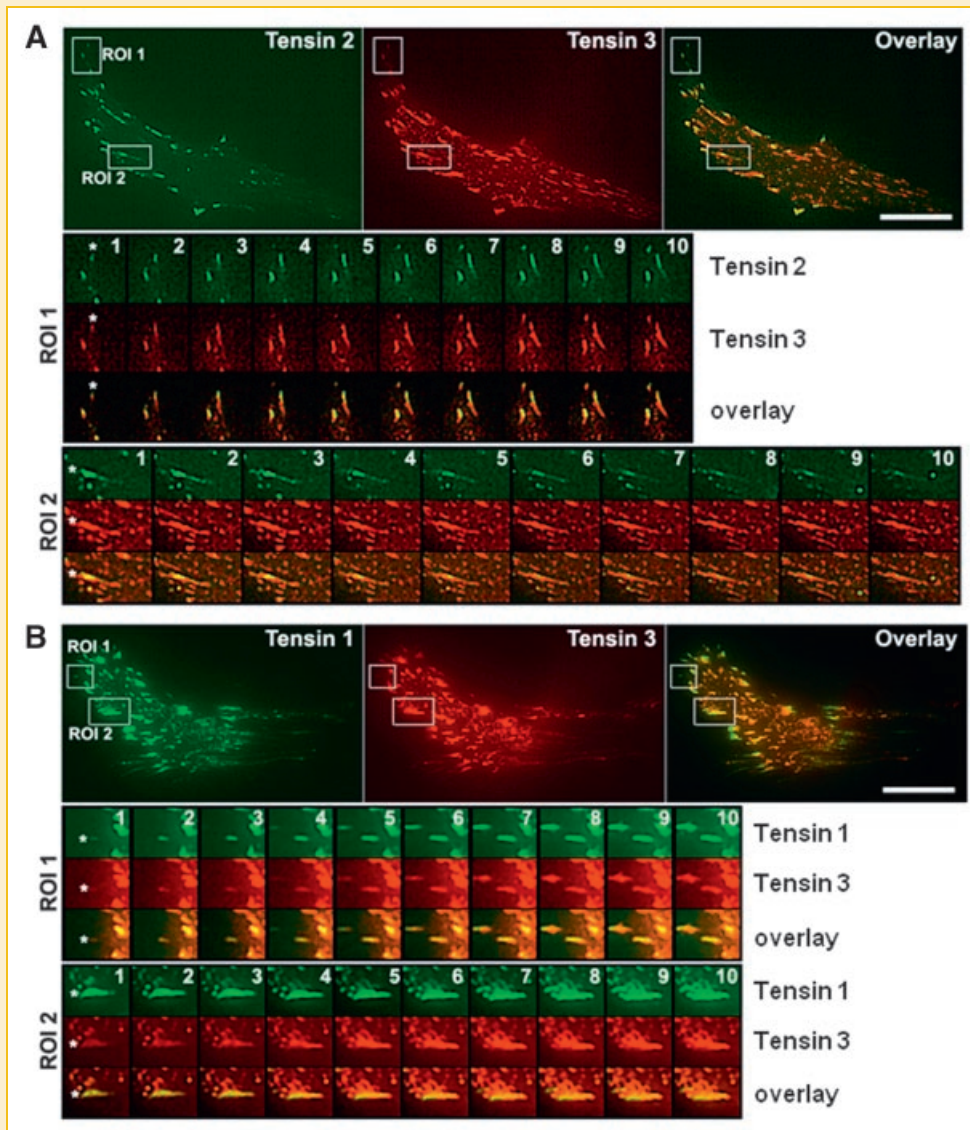 A
Tensin 2 Tensin 3 Overlay
ROI 1
ROI 2
* 1 2 3 4 5 6 7 8 9 10 Tensin 2
ROI 1 * Tensin 3
* overlay
* 1 2 3 4 5 6 7 8 9 10
ROI 2 *
*
B
Tensin 1 Tensin 3 Overlay
ROI 1
ROI 2
* 1 2 3 4 5 6 7 8 9 10 Tensin 1
ROI 1 * Tensin 3
* overlay
* 1 2 3 4 5 6 7 8 9 10 Tensin 1
ROI 2 * Tensin 3
* overlay